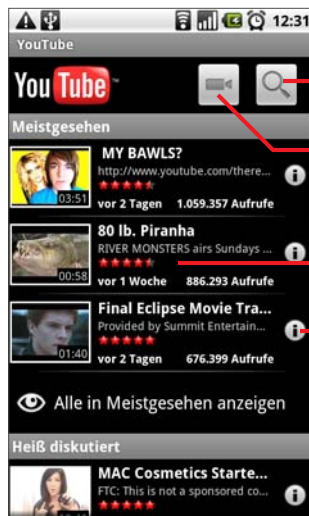 12:31
YouTube
You Tube
Meistgesehen
MY BAWLS?
http://www.youtube.com/there...
03:51
vor 2 Tagen 1.059.357 Aufrufe
80 lb. Piranha
RIVER MONSTERS airs Sundays ...
00:58
vor 1 Woche 886.293 Aufrufe
Final Eclipse Movie Tra...
Provided by Summit Entertain...
01:40
vor 2 Tagen 676.399 Aufrufe
Alle in Meistgesehen anzeigen
Heiß diskutiert
MAC Cosmetics Starte...
FTC: This is not a sponsored co...